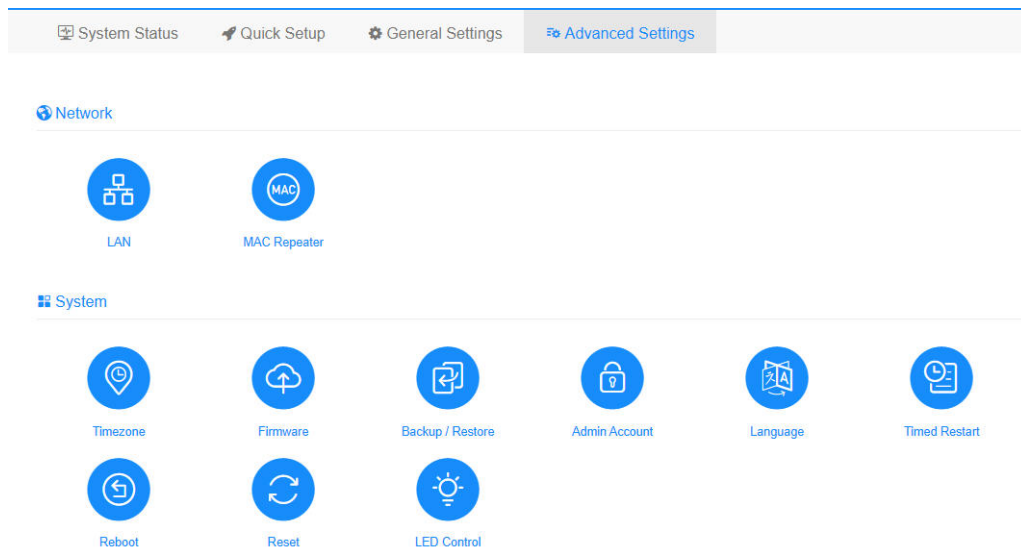 System Status Quick Setup General Settings Advanced Settings
Network
MAC
LAN MAC Repeater
System
久 A
Timezone Firmware Backup / Restore Admin Account Language Timed Restart
Reboot Reset LED Control